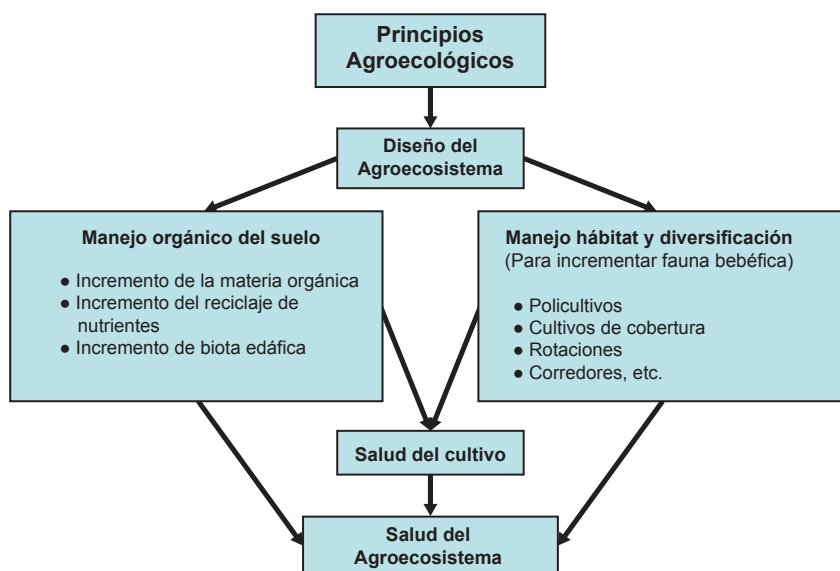 Principios
Agroecológicos
Diseño del
Agroecosistema
Manejo orgánico del suelo
● Incremento de la materia orgánica
● Incremento del reciclaje de
nutrientes
● Incremento de biota edáfica
Manejo hábitat y diversificación
(Para incrementar fauna bebéfica)
● Policultivos
● Cultivos de cobertura
● Rotaciones
● Corredores, etc.
Salud del cultivo
Salud del
Agroecosistema